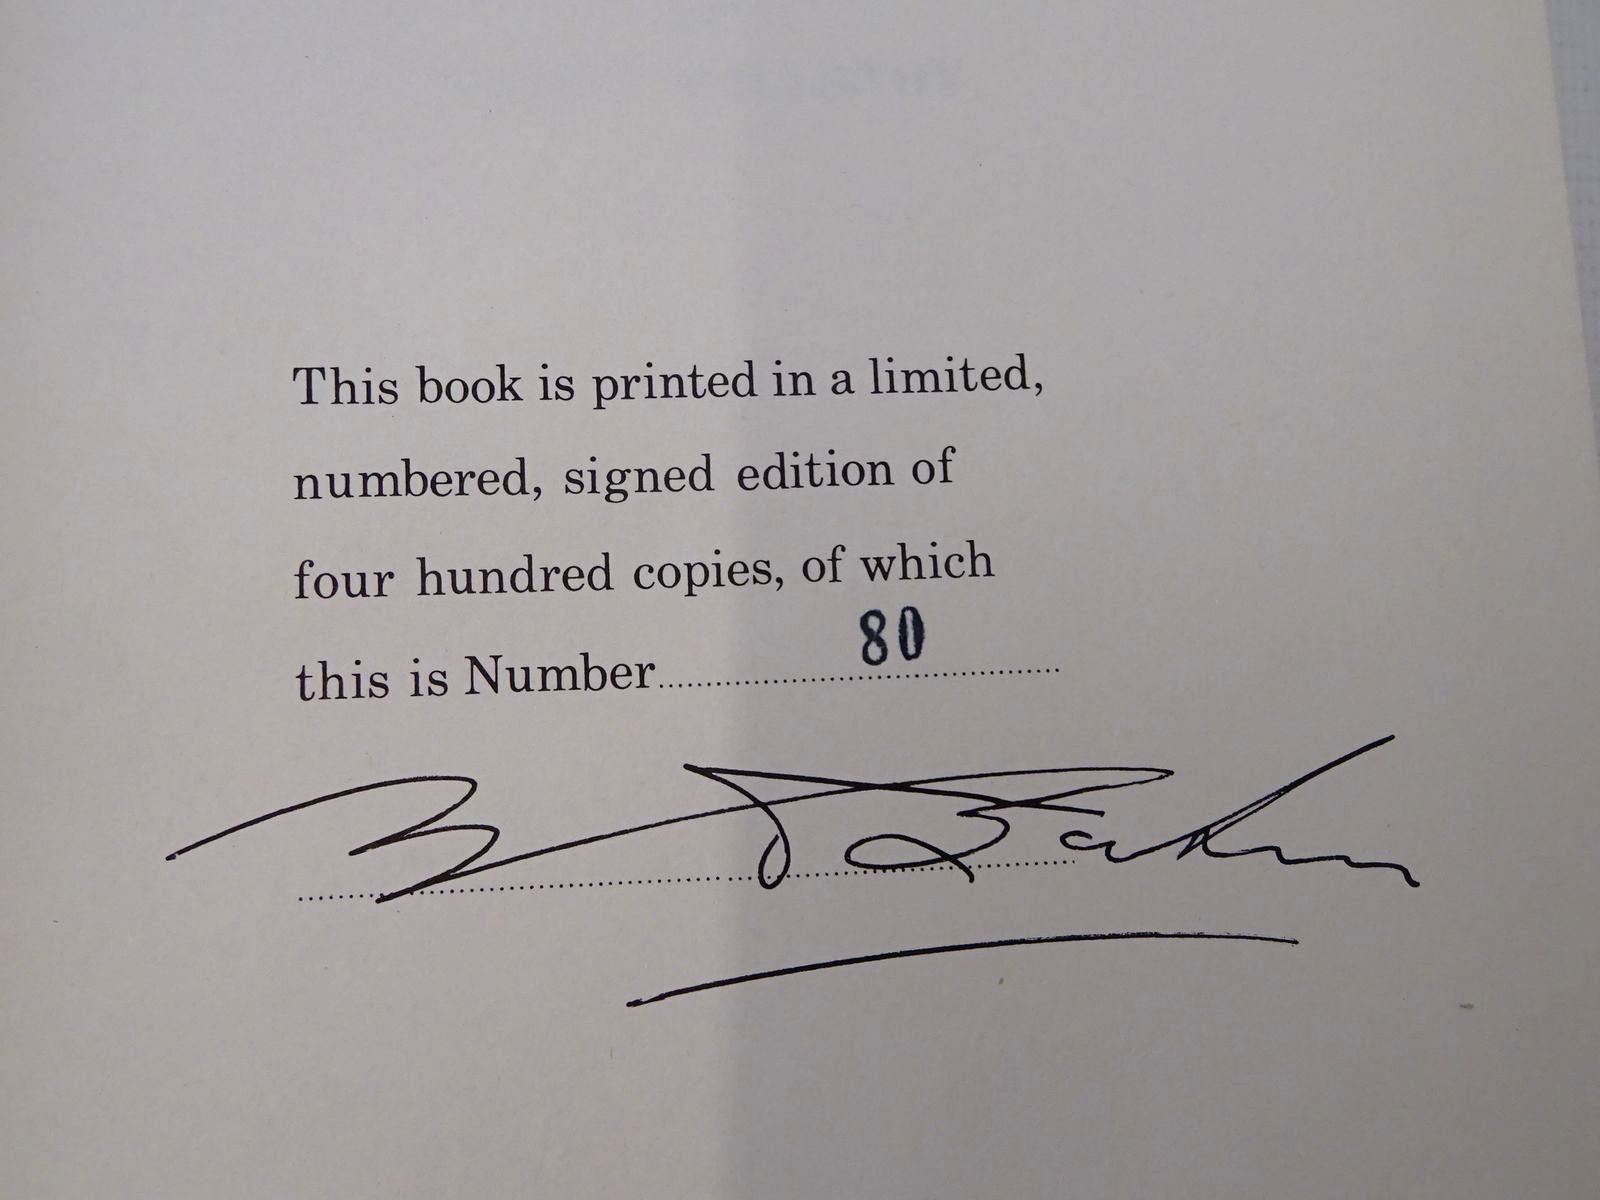 This book is printed in a limited,
numbered, signed edition of
four hundred copies, of which
this is Number 80